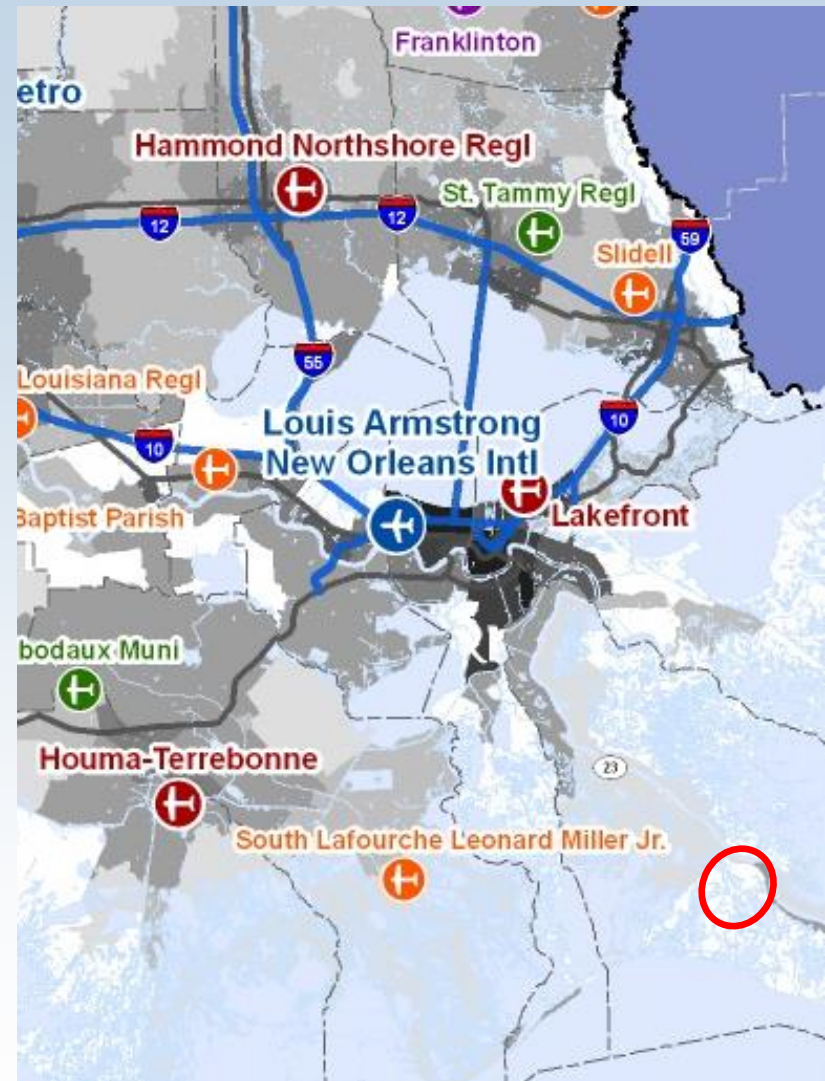 Franklinton
etro
Hammond Northshore Regl
St. Tammy Regl
12
12
59
Slidell
55
Louisiana Regl
10
Louis Armstrong
New Orleans Intl
10
Baptist Parish
Lakefront
bodaux Muni
Houma-Terrebonne
23
South Lafourche Leonard Miller Jr.